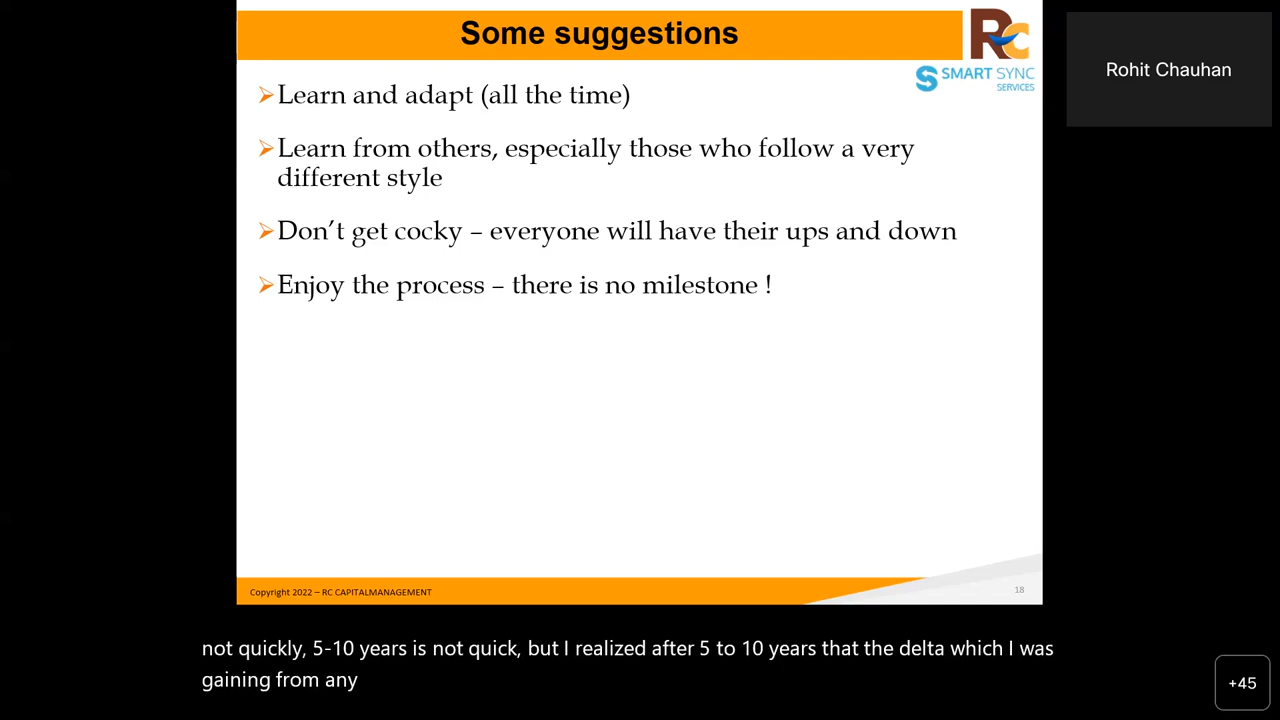 Some suggestions
RC
SMART SYNC
SERVICES
Rohit Chauhan
➢Learn and adapt (all the time)
➢Learn from others, especially those who follow a very
different style
➢Don’t get cocky – everyone will have their ups and down
➢Enjoy the process – there is no milestone !
Copyright 2022 – RC CAPITALMANAGEMENT
18
not quickly, 5-10 years is not quick, but I realized after 5 to 10 years that the delta which I was
gaining from any
+45